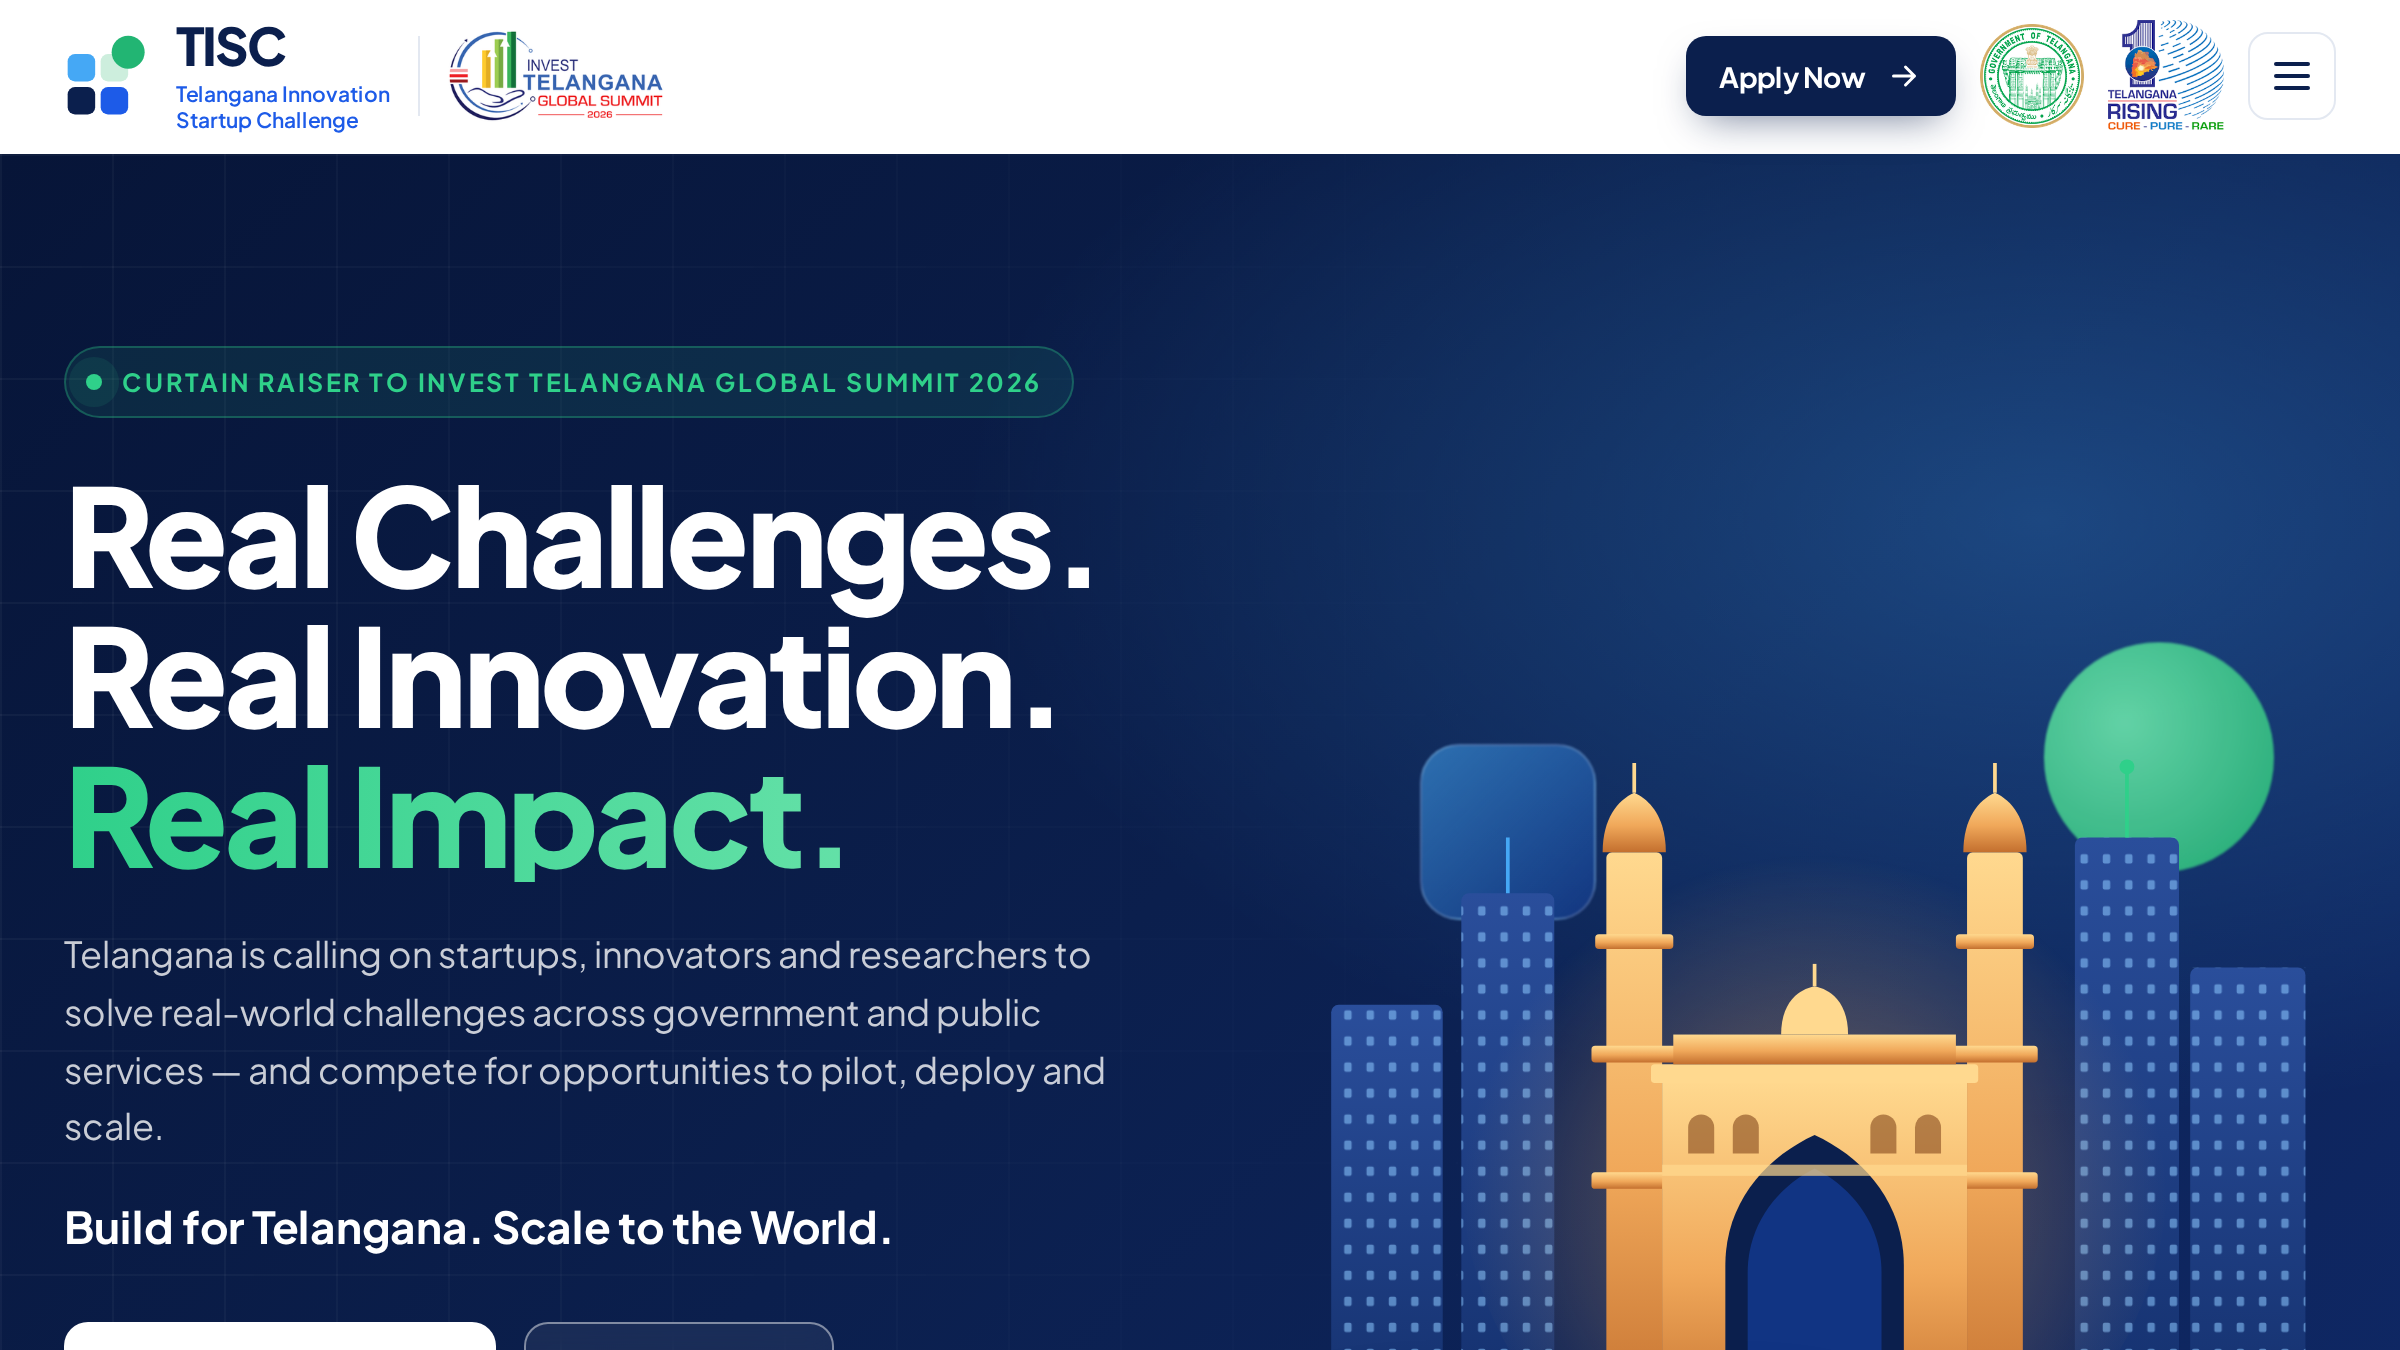 TISC
Telangana Innovation
Startup Challenge
INVEST
TELANGANA
GLOBAL SUMMIT
2026
Apply Now
GOVERNMENT OF TELANGANA
TELANGANA
RISING
CURE - PURE - RARE
CURTAIN RAISER TO INVEST TELANGANA GLOBAL SUMMIT 2026
Real Challenges.
Real Innovation.
Real Impact.
Telangana is calling on startups, innovators and researchers to
solve real-world challenges across government and public
services — and compete for opportunities to pilot, deploy and
scale.
Build for Telangana. Scale to the World.